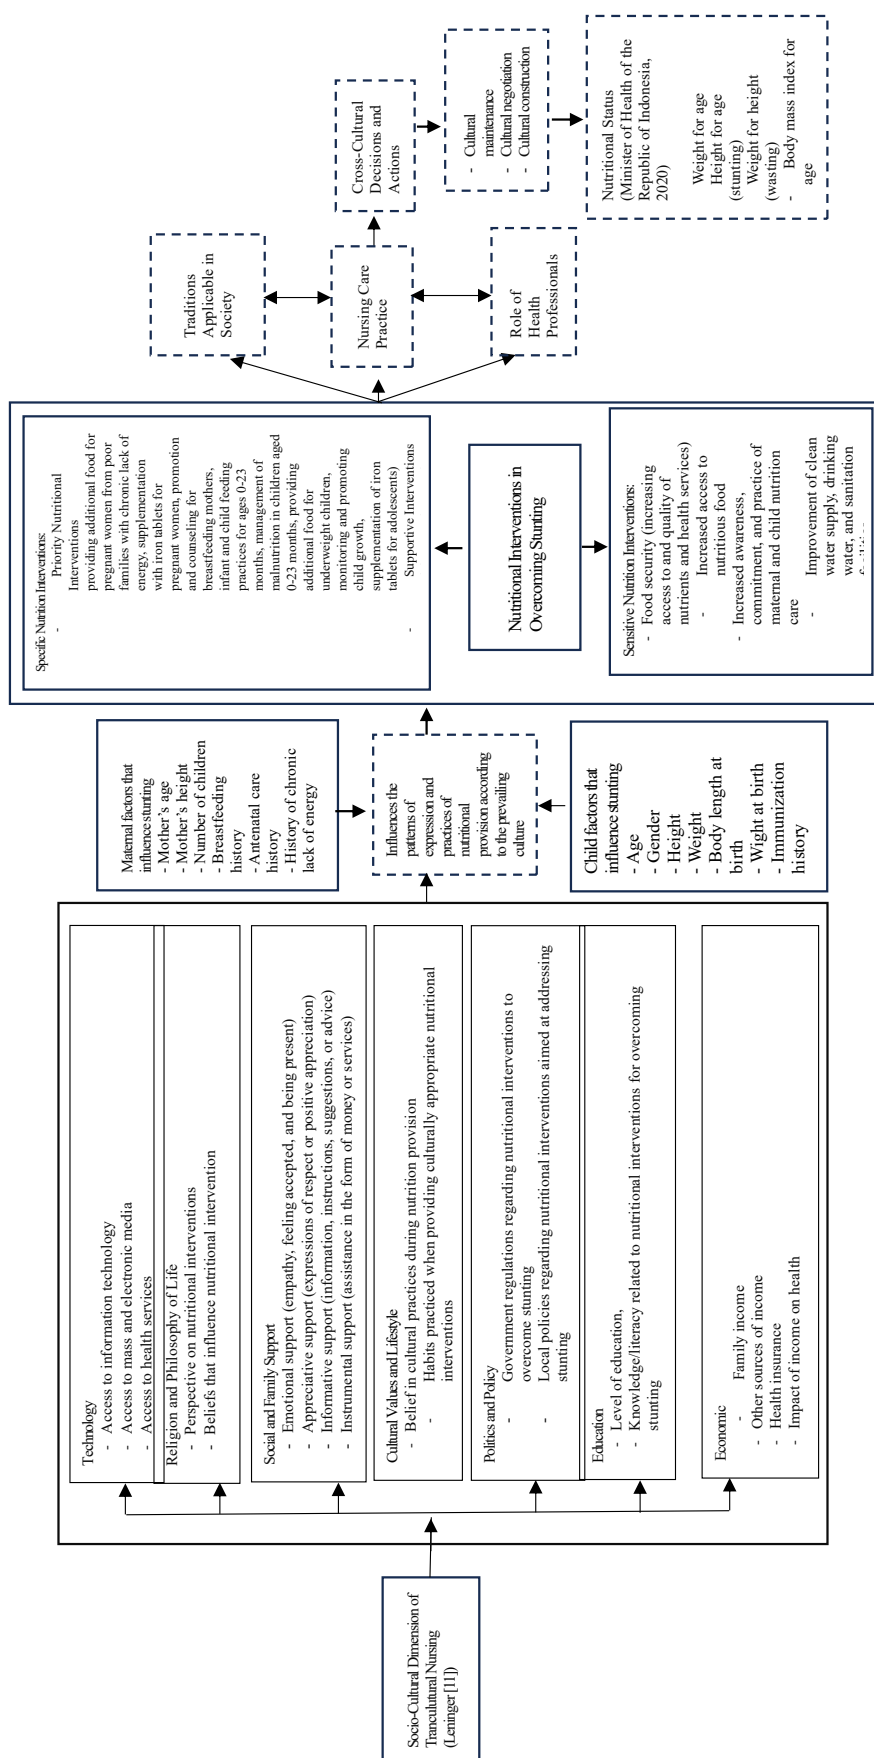 Socio-Cultural Dimension of
Trancultutural Nursing
(Leninger [11])
Technology
- Access to information technology
- Access to mass and electronic media
- Access to health services
Religion and Philosophy of Life
- Perspective on nutritional interventions
- Beliefs that influence nutritional intervention
Social and Family Support
- Emotional support (empathy, feeling accepted, and being present)
- Appreciative support (expressions of respect or positive appreciation)
- Informative support (information, instructions, suggestions, or advice)
- Instrumental support (assistance in the form of money or services)
Cultural Values and Lifestyle
- Belief in cultural practices during nutrition provision
- Habits practiced when providing culturally appropriate nutritional
interventions
Politics and Policy
- Government regulations regarding nutritional interventions to
overcome stunting
- Local policies regarding nutritional interventions aimed at addressing
stunting
Education
- Level of education,
- Knowledge/literacy related to nutritional interventions for overcoming
stunting
Economic
- Family income
- Other sources of income
- Health insurance
- Impact of income on health
Maternal factors that
influence stunting
- Mother's age
- Mother's height
- Number of children
- Breastfeeding
history
- Antenatal care
history
- History of chronic
lack of energy
Influences the
patterns of
expression and
practices of
nutritional
provision according
to the prevailing
culture
Child factors that
influence stunting
- Age
- Gender
- Height
- Weight
- Body length at
birth
- Wight at birth
- Immunization
history
Specific Nutrition Interventions:
- Priority Nutritional
Interventions
providing additional food for
pregnant women from poor
families with chronic lack of
energy, supplementation
with iron tablets for
pregnant women, promotion
and counseling for
breastfeeding mothers,
infant and child feeding
practices for ages 0-23
months, management of
malnutrition in children aged
0-23 months, providing
additional food for
underweight children,
monitoring and promoting
child growth,
supplementation of iron
tablets for adolescents)
- Supportive Interventions
Nutritional Interventions in
Overcoming Stunting
Sensitive Nutrition Interventions:
- Food security (increasing
access to and quality of
nutrients and health services)
- Increased access to
nutritious food
- Increased awareness,
commitment, and practice of
maternal and child nutrition
care
- Improvement of clean
water supply, drinking
water, and sanitation
Traditions
Applicable in
Society
Nursing Care
Practice
Role of
Health
Professionals
Cross-Cultural
Decisions and
Actions
- Cultural
maintenance
- Cultural negotiation
- Cultural construction
Nutritional Status
(Minister of Health of the
Republic of Indonesia,
2020)
Weight for age
Height for age
(stunting)
Weight for height
(wasting)
- Body mass index for
age